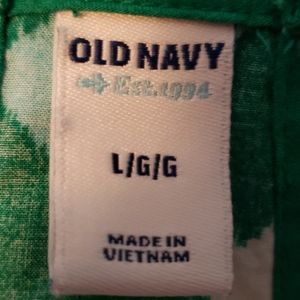 OLD NAVY
Est. 1994
L/G/G
MADE IN
VIETNAM